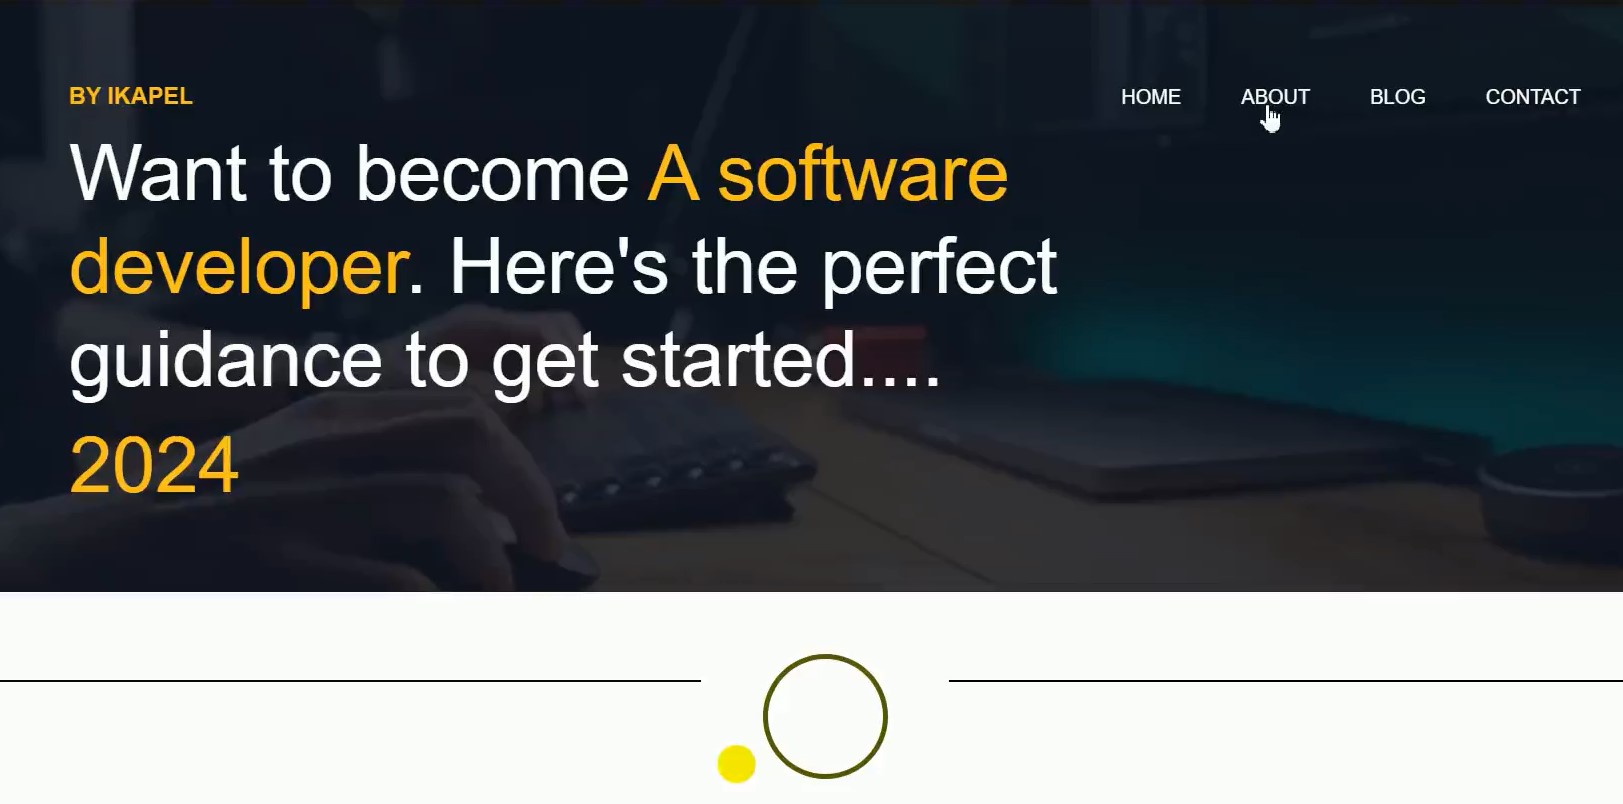 BY IKAPEL
HOME ABOUT BLOG CONTACT
Want to become A software
developer. Here's the perfect
guidance to get started....
2024